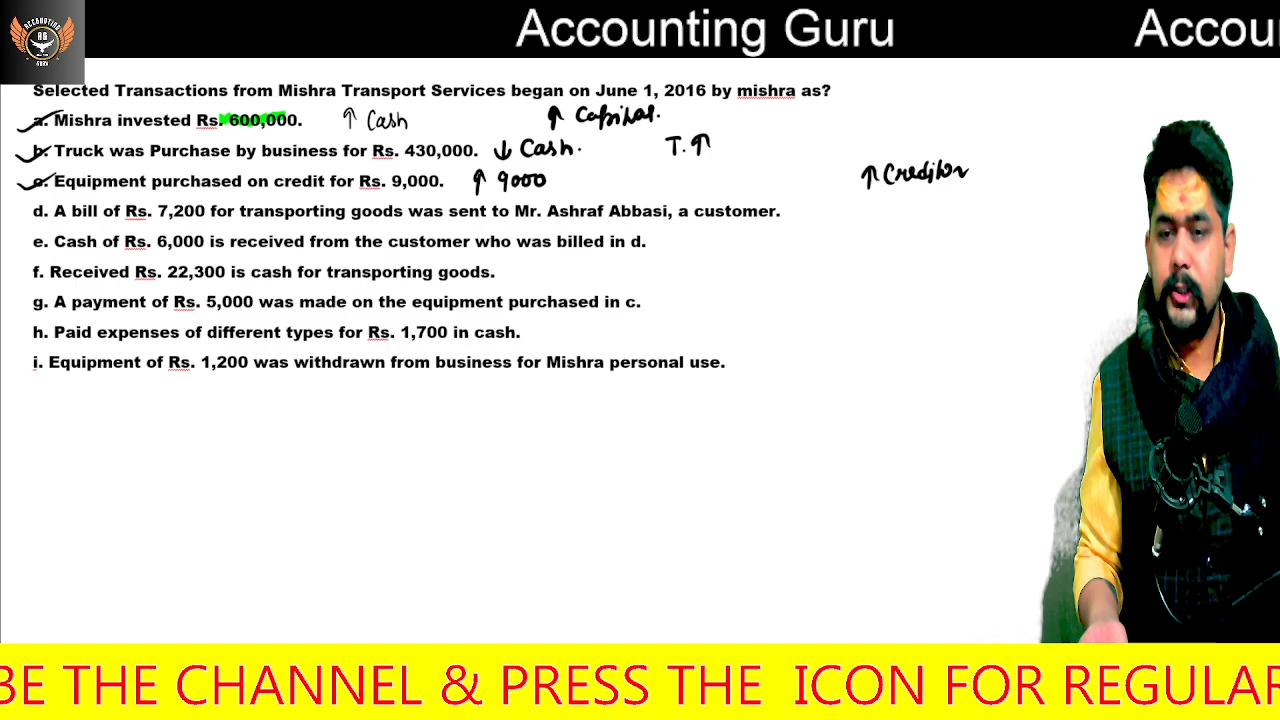 Accounting Guru
Accou
ACCOUNTING
AG
GURU
Selected Transactions from Mishra Transport Services began on June 1, 2016 by mishra as?
a. Mishra invested Rs. 600,000. ↑ Cash ↑ Capital.
b. Truck was Purchase by business for Rs. 430,000. ↓ Cash. T. ↑
c. Equipment purchased on credit for Rs. 9,000. ↑ 9000 ↑ Creditor
d. A bill of Rs. 7,200 for transporting goods was sent to Mr. Ashraf Abbasi, a customer.
e. Cash of Rs. 6,000 is received from the customer who was billed in d.
f. Received Rs. 22,300 is cash for transporting goods.
g. A payment of Rs. 5,000 was made on the equipment purchased in c.
h. Paid expenses of different types for Rs. 1,700 in cash.
i. Equipment of Rs. 1,200 was withdrawn from business for Mishra personal use.
BE THE CHANNEL & PRESS THE ICON FOR REGULAR